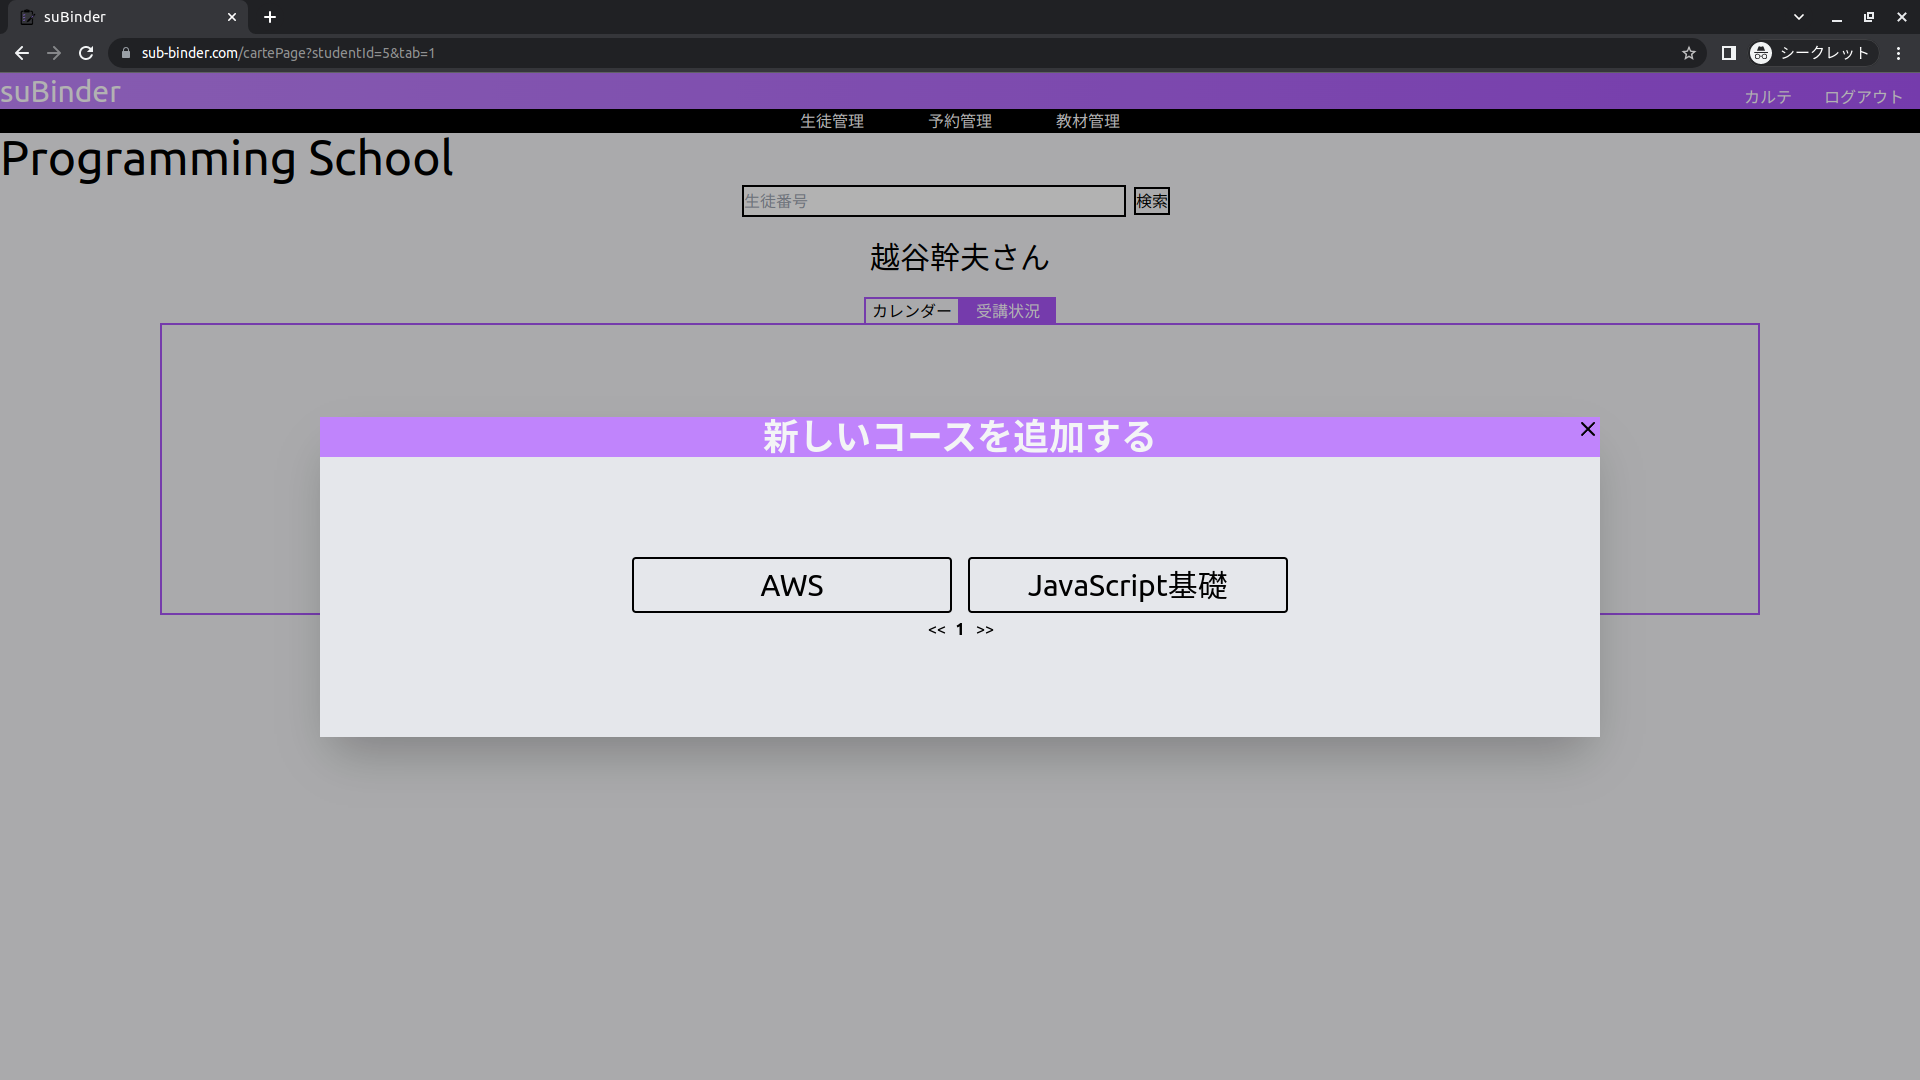 suBinder
sub-binder.com/cartePage?studentId=5&tab=1
シークレット
suBinder
カルテ ログアウト
生徒管理 予約管理 教材管理
Programming School
生徒番号 検索
越谷幹夫さん
カレンダー 受講状況
新しいコースを追加する
AWS JavaScript基礎
<< 1 >>